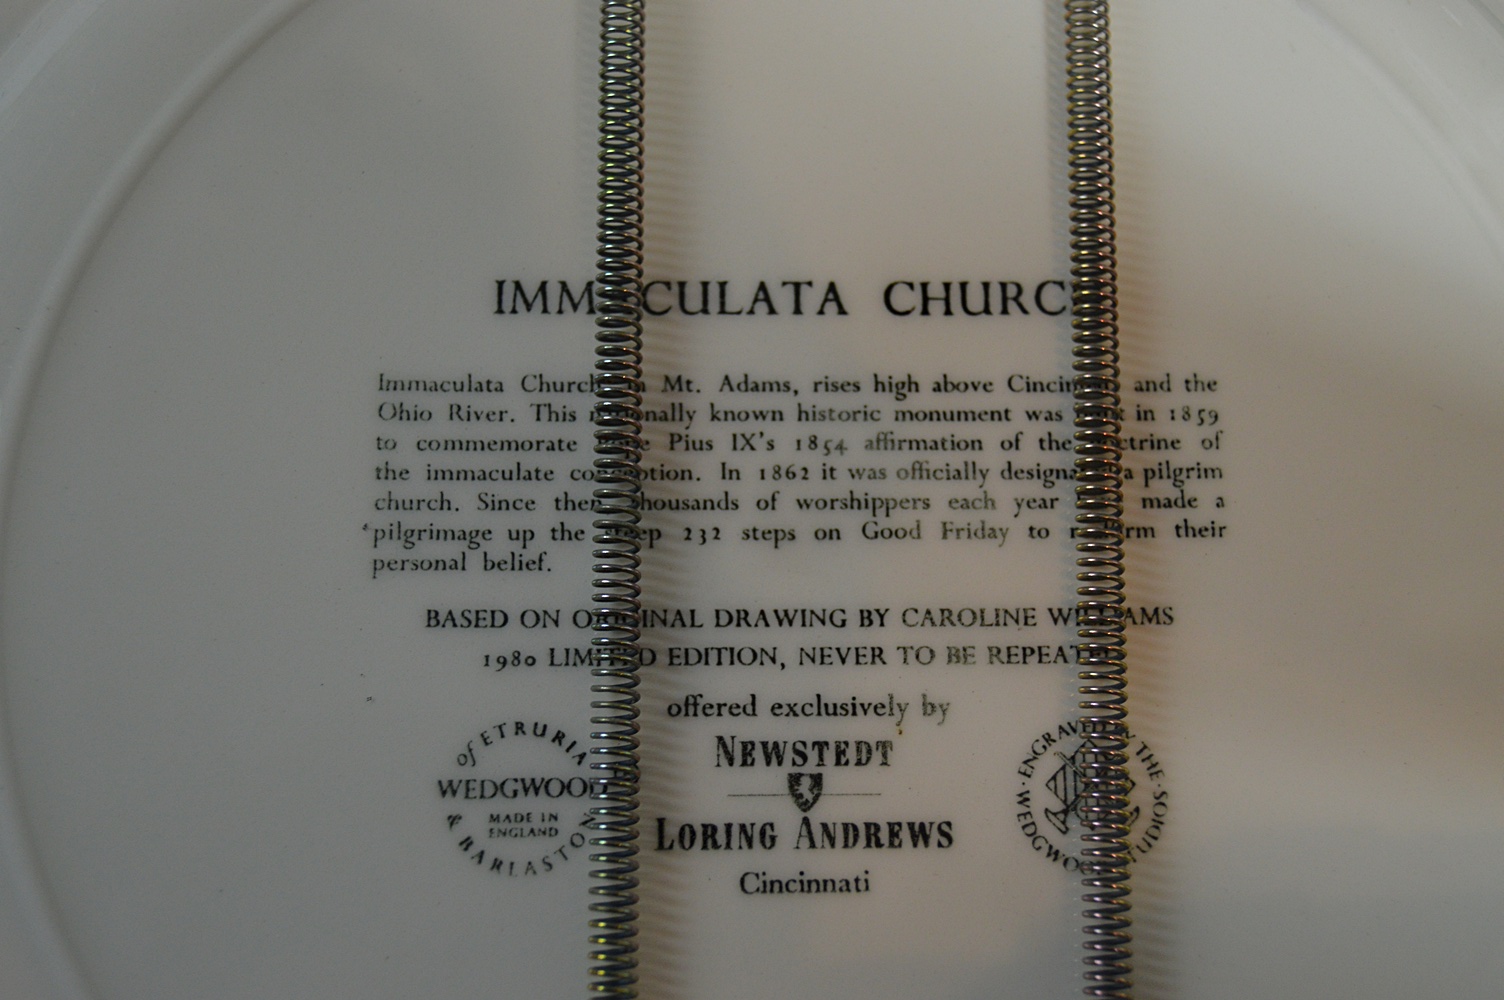 IMMACULATA CHURCH
Immaculata Church in Mt. Adams, rises high above Cincinnati and the
Ohio River. This nationally known historic monument was built in 1859
to commemorate Pope Pius IX's 1854 affirmation of the doctrine of
the immaculate conception. In 1862 it was officially designated a pilgrim
church. Since then thousands of worshippers each year have made a
pilgrimage up the steep 232 steps on Good Friday to reaffirm their
personal belief.
BASED ON ORIGINAL DRAWING BY CAROLINE WILLIAMS
1980 LIMITED EDITION, NEVER TO BE REPEATED
offered exclusively by
NEWSTEDT
LORING ANDREWS
Cincinnati
of ETRURIA
WEDGWOOD
MADE IN
ENGLAND
& BARLASTON
ENGRAVED BY THE STUDIOS
WEDGWOOD